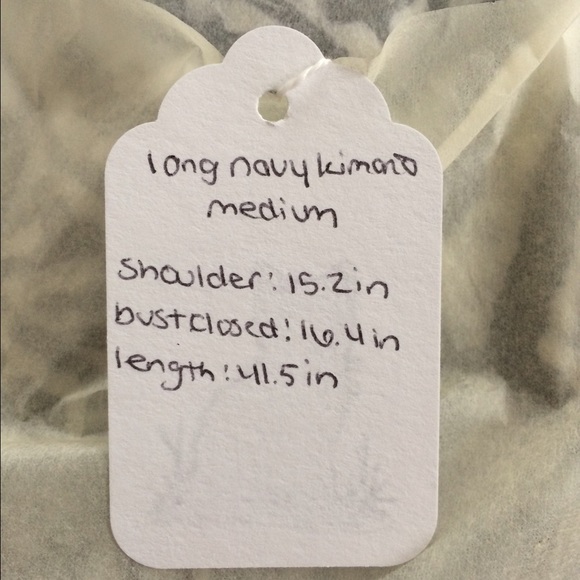 long navy kimono
medium
shoulder: 15.2in
bust closed: 16.4in
length: 41.5in